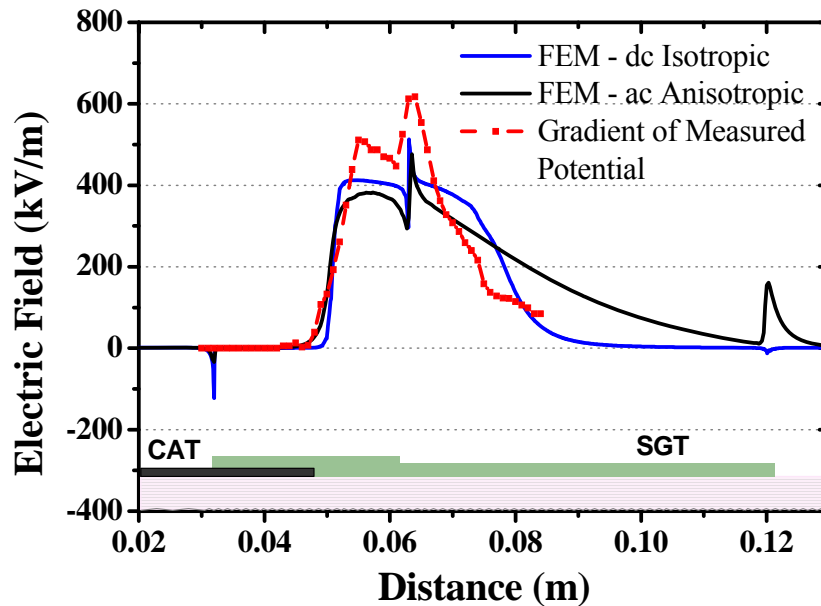 800
600
400
200
0
-200
-400
Electric Field (kV/m)
FEM - dc Isotropic
FEM - ac Anisotropic
Gradient of Measured
Potential
CAT
SGT
0.02 0.04 0.06 0.08 0.10 0.12
Distance (m)